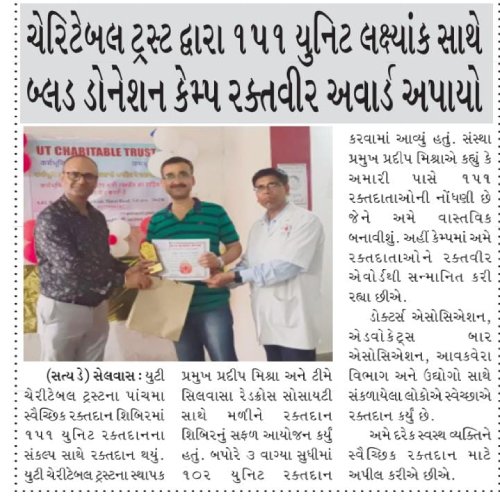 ચેરિટેબલ ટ્રસ્ટ દ્વારા ૧૫૧ યુનિટ લક્ષ્યાંક સાથે
બ્લડ ડોનેશન કેમ્પ રક્તવીર અવાર્ડ અપાયો
UT CHARITABLE TRUST
(સત્ય ડે) સેલવાસ : યુટી
ચેરીટેબલ ટ્રસ્ટના પાંચમા
સ્વૈચ્છિક રક્તદાન શિબિરમાં
૧૫૧ યુનિટ રક્તદાનના
સંકલ્પ સાથે રક્તદાન થયું.
યુટી ચેરીટેબલ ટ્રસ્ટના સ્થાપક
પ્રમુખ પ્રદીપ મિશ્રા અને ટીમે
સિલવાસા રેડક્રોસ સોસાયટી
સાથે મળીને રક્તદાન
શિબિરનું સફળ આયોજન કર્યું
હતું. બપોરે ૩ વાગ્યા સુધીમાં
૧૦૨ યુનિટ રક્તદાન
કરવામાં આવ્યું હતું. સંસ્થા
પ્રમુખ પ્રદીપ મિશ્રાએ કહ્યું કે
અમારી પાસે ૧૫૧
રક્તદાતાઓની નોંધણી છે
જેને અમે વાસ્તવિક
બનાવીશું. અહીં કેમ્પમાં અમે
રક્તદાતાઓને રક્તવીર
એવોર્ડથી સન્માનિત કરી
રહ્યા છીએ.
ડોક્ટર્સ એસોસિએશન,
એડવોકેટ્સ બાર
એસોસિએશન, આવકવેરા
વિભાગ અને ઉદ્યોગો સાથે
સંકળાયેલા લોકોએ સ્વેચ્છાએ
રક્તદાન કર્યું છે.
અમે દરેક સ્વસ્થ વ્યક્તિને
સ્વૈચ્છિક રક્તદાન માટે
અપીલ કરીએ છીએ.